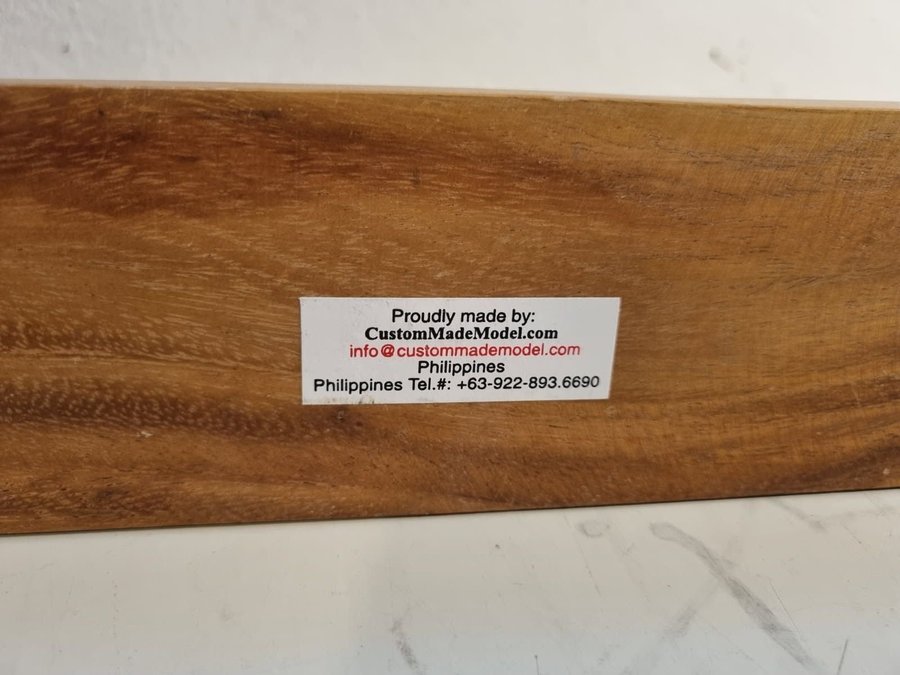 Proudly made by:
CustomMadeModel.com
info@custommademodel.com
Philippines
Philippines Tel.#: +63-922-893.6690